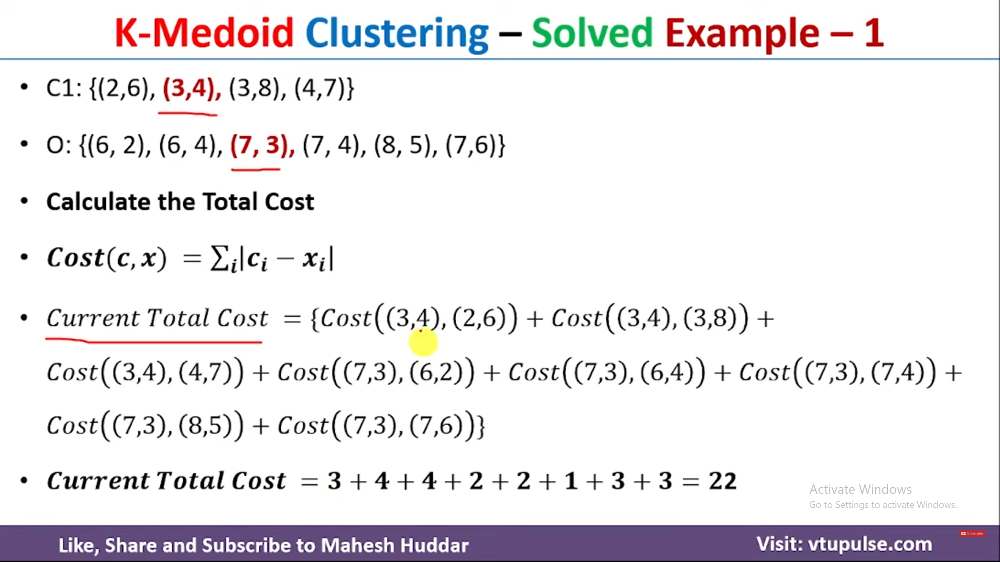 K-Medoid Clustering – Solved Example – 1
• C1: {(2,6), (3,4), (3,8), (4,7)}
• O: {(6, 2), (6, 4), (7, 3), (7, 4), (8, 5), (7,6)}
• Calculate the Total Cost
• Cost(c, x) = ∑ᵢ|cᵢ − xᵢ|
• Current Total Cost = {Cost((3,4), (2,6)) + Cost((3,4), (3,8)) +
Cost((3,4), (4,7)) + Cost((7,3), (6,2)) + Cost((7,3), (6,4)) + Cost((7,3), (7,4)) +
Cost((7,3), (8,5)) + Cost((7,3), (7,6))}
• Current Total Cost = 3 + 4 + 4 + 2 + 2 + 1 + 3 + 3 = 22
Activate Windows
Go to Settings to activate Windows.
Subscribe
Like, Share and Subscribe to Mahesh Huddar
Visit: vtupulse.com